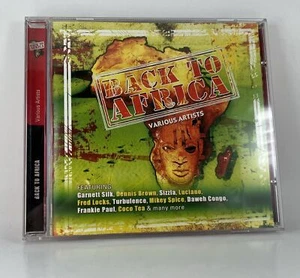 BACK TO
AFRICA
VARIOUS ARTISTS
FEATURING
Garnett Silk, Dennis Brown, Sizzla, Luciano,
Fred Locks, Turbulence, Mikey Spice, Daweh Congo,
Frankie Paul, Coco Tea & many more
Various Artists
BACK TO AFRICA